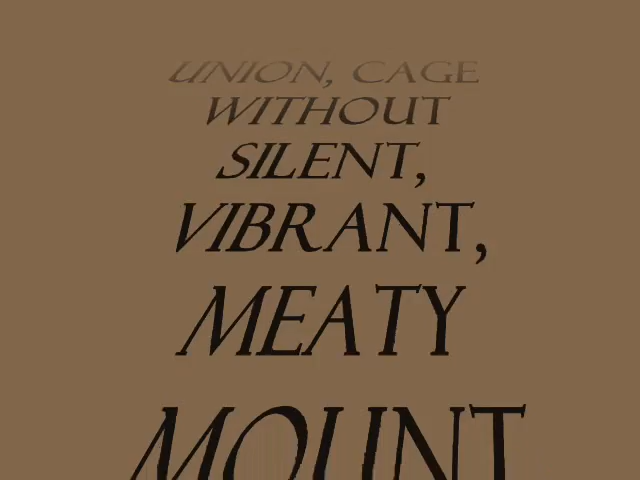 UNION, CAGE
WITHOUT
SILENT,
VIBRANT,
MEATY
MOUNT